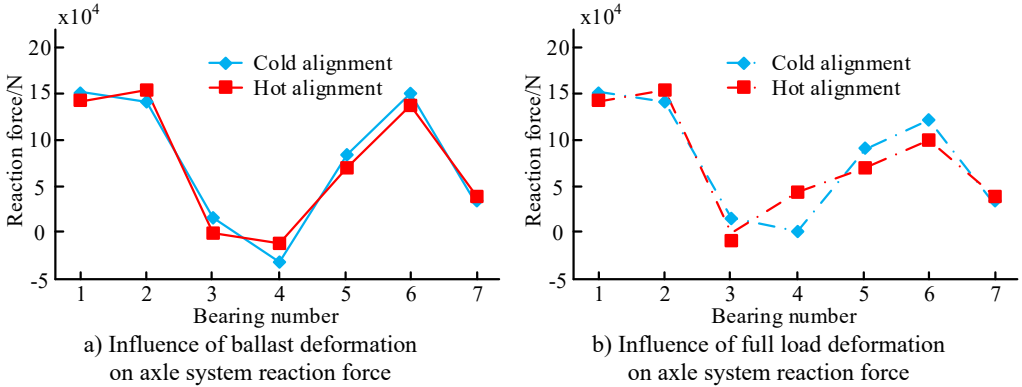 x10⁴
20
15
10
5
0
-5
Reaction force/N
Cold alignment
Hot alignment
1 2 3 4 5 6 7
Bearing number
a) Influence of ballast deformation
on axle system reaction force
x10⁴
20
15
10
5
0
-5
Reaction force/N
Cold alignment
Hot alignment
1 2 3 4 5 6 7
Bearing number
b) Influence of full load deformation
on axle system reaction force